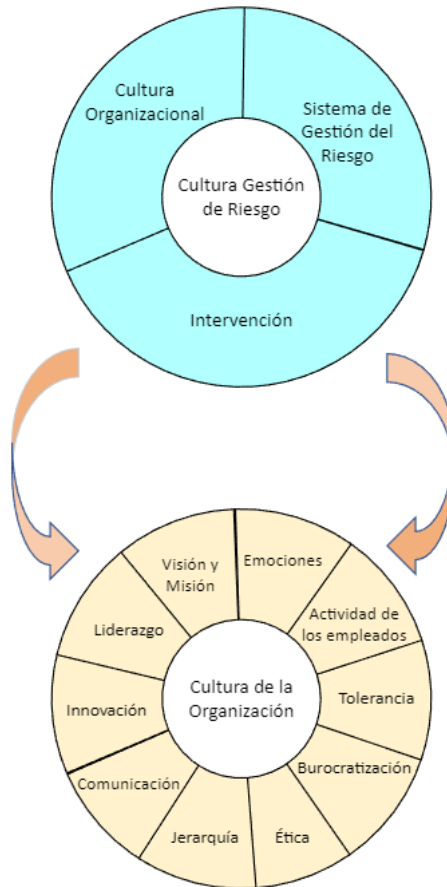 Cultura
Organizacional
Sistema de
Gestión del
Riesgo
Cultura Gestión
de Riesgo
Intervención
Visión y
Misión
Emociones
Liderazgo
Actividad de
los empleados
Innovación
Cultura de la
Organización
Tolerancia
Comunicación
Burocratización
Jerarquía
Ética